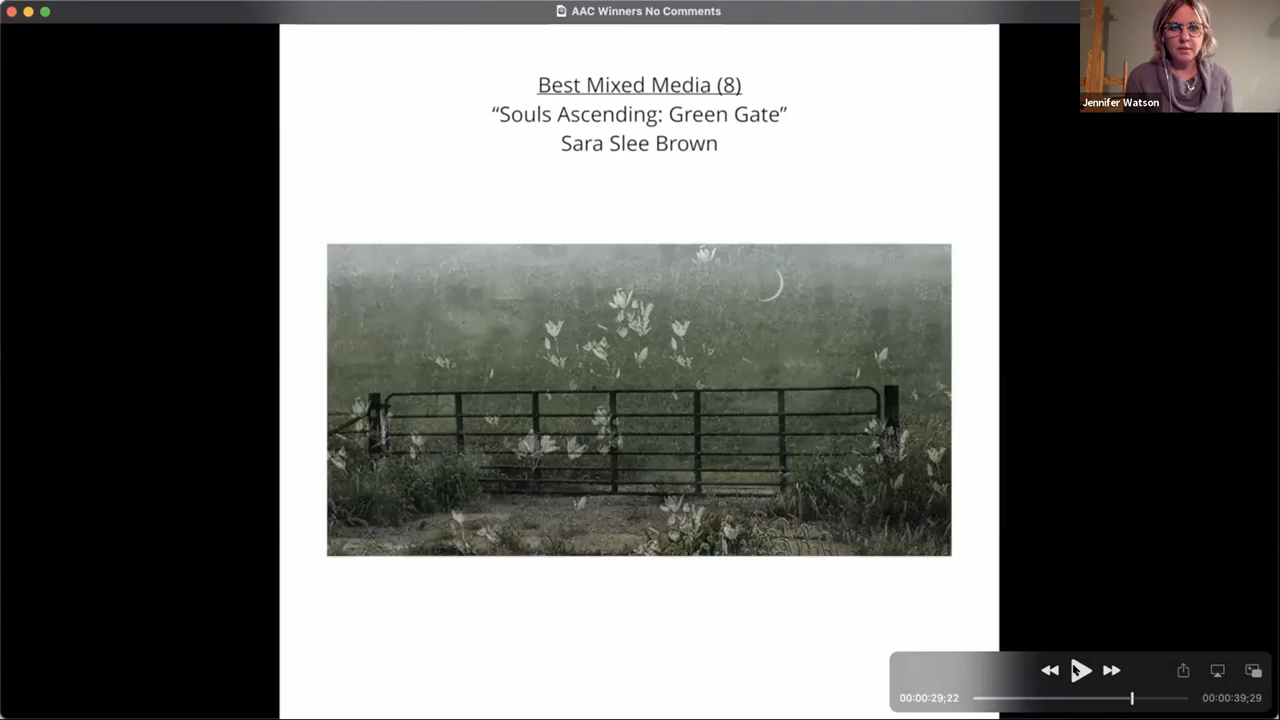 AAC Winners No Comments
Jennifer Watson
Best Mixed Media (8)
“Souls Ascending: Green Gate”
Sara Slee Brown
00:00:29;22
00:00:39;29